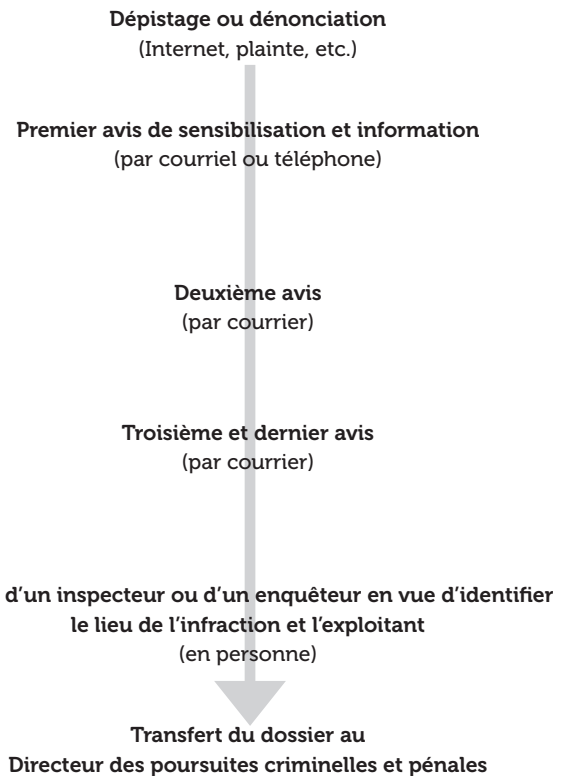 Dépistage ou dénonciation
(Internet, plainte, etc.)
Premier avis de sensibilisation et information
(par courriel ou téléphone)
Deuxième avis
(par courrier)
Troisième et dernier avis
(par courrier)
d'un inspecteur ou d'un enquêteur en vue d'identifier
le lieu de l'infraction et l'exploitant
(en personne)
Transfert du dossier au
Directeur des poursuites criminelles et pénales